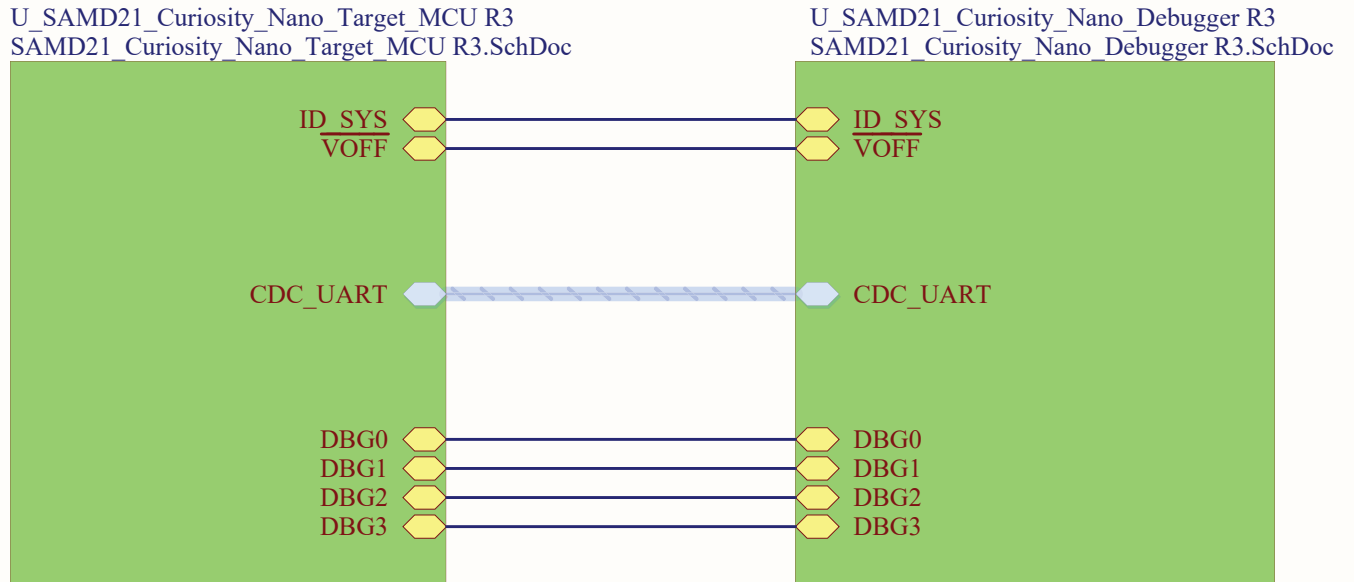 U_SAMD21_Curiosity_Nano_Target_MCU R3
SAMD21_Curiosity_Nano_Target_MCU R3.SchDoc
ID_SYS
VOFF
CDC_UART
DBG0
DBG1
DBG2
DBG3
U_SAMD21_Curiosity_Nano_Debugger R3
SAMD21_Curiosity_Nano_Debugger R3.SchDoc
ID_SYS
VOFF
CDC_UART
DBG0
DBG1
DBG2
DBG3